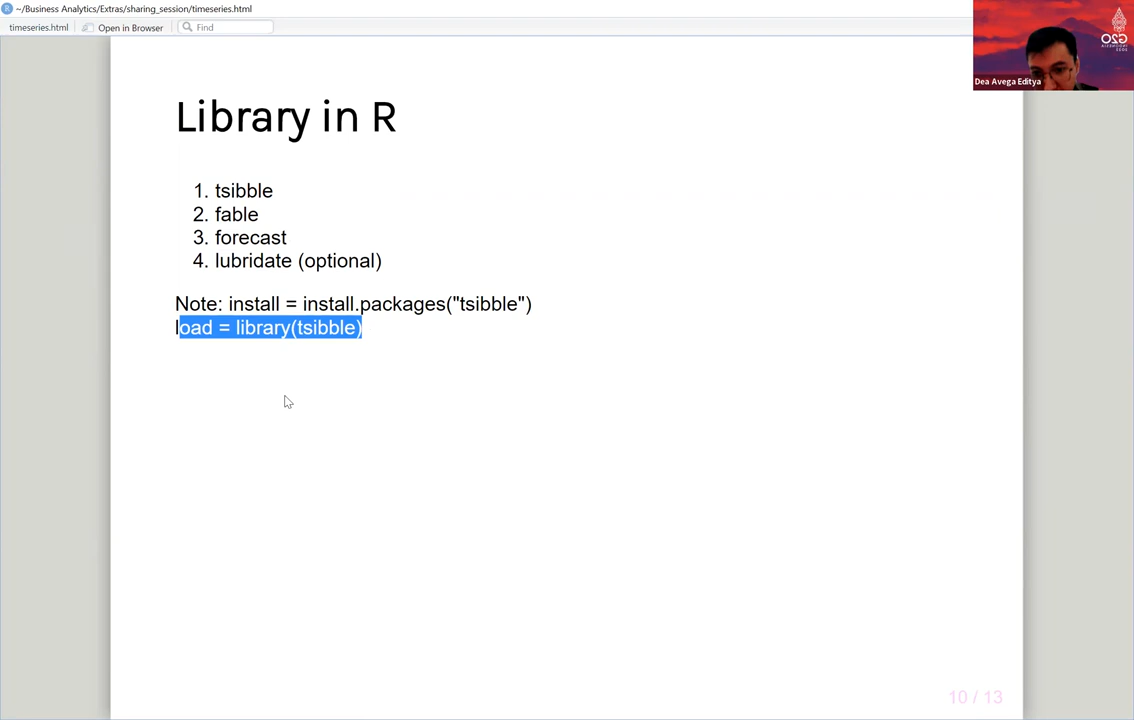 ~/Business Analytics/Extras/sharing_session/timeseries.html
timeseries.html
Open in Browser
Find
G20
Dea Avega Editya
Library in R
1. tsibble
2. fable
3. forecast
4. lubridate (optional)
Note: install = install.packages("tsibble")
load = library(tsibble)
10 / 13